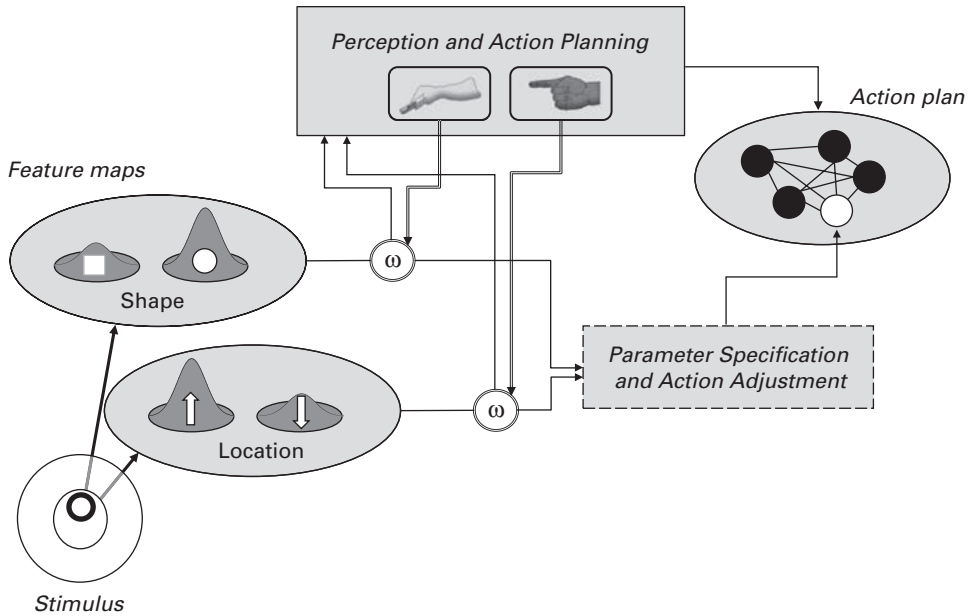 Perception and Action Planning
Action plan
Feature maps
ω
Shape
Parameter Specification
and Action Adjustment
ω
Location
Stimulus